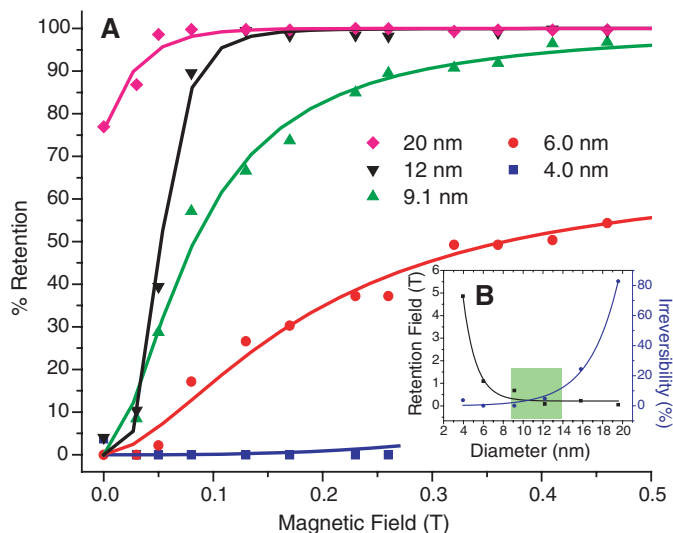 A
100
90
80
70
60
50
40
30
20
10
0
% Retention
0.0 0.1 0.2 0.3 0.4 0.5
Magnetic Field (T)
20 nm 6.0 nm
12 nm 4.0 nm
9.1 nm
B
6
5
4
3
2
1
0
Retention Field (T)
80
60
40
20
0
Irreversibility (%)
2 4 6 8 10 12 14 16 18 20
Diameter (nm)